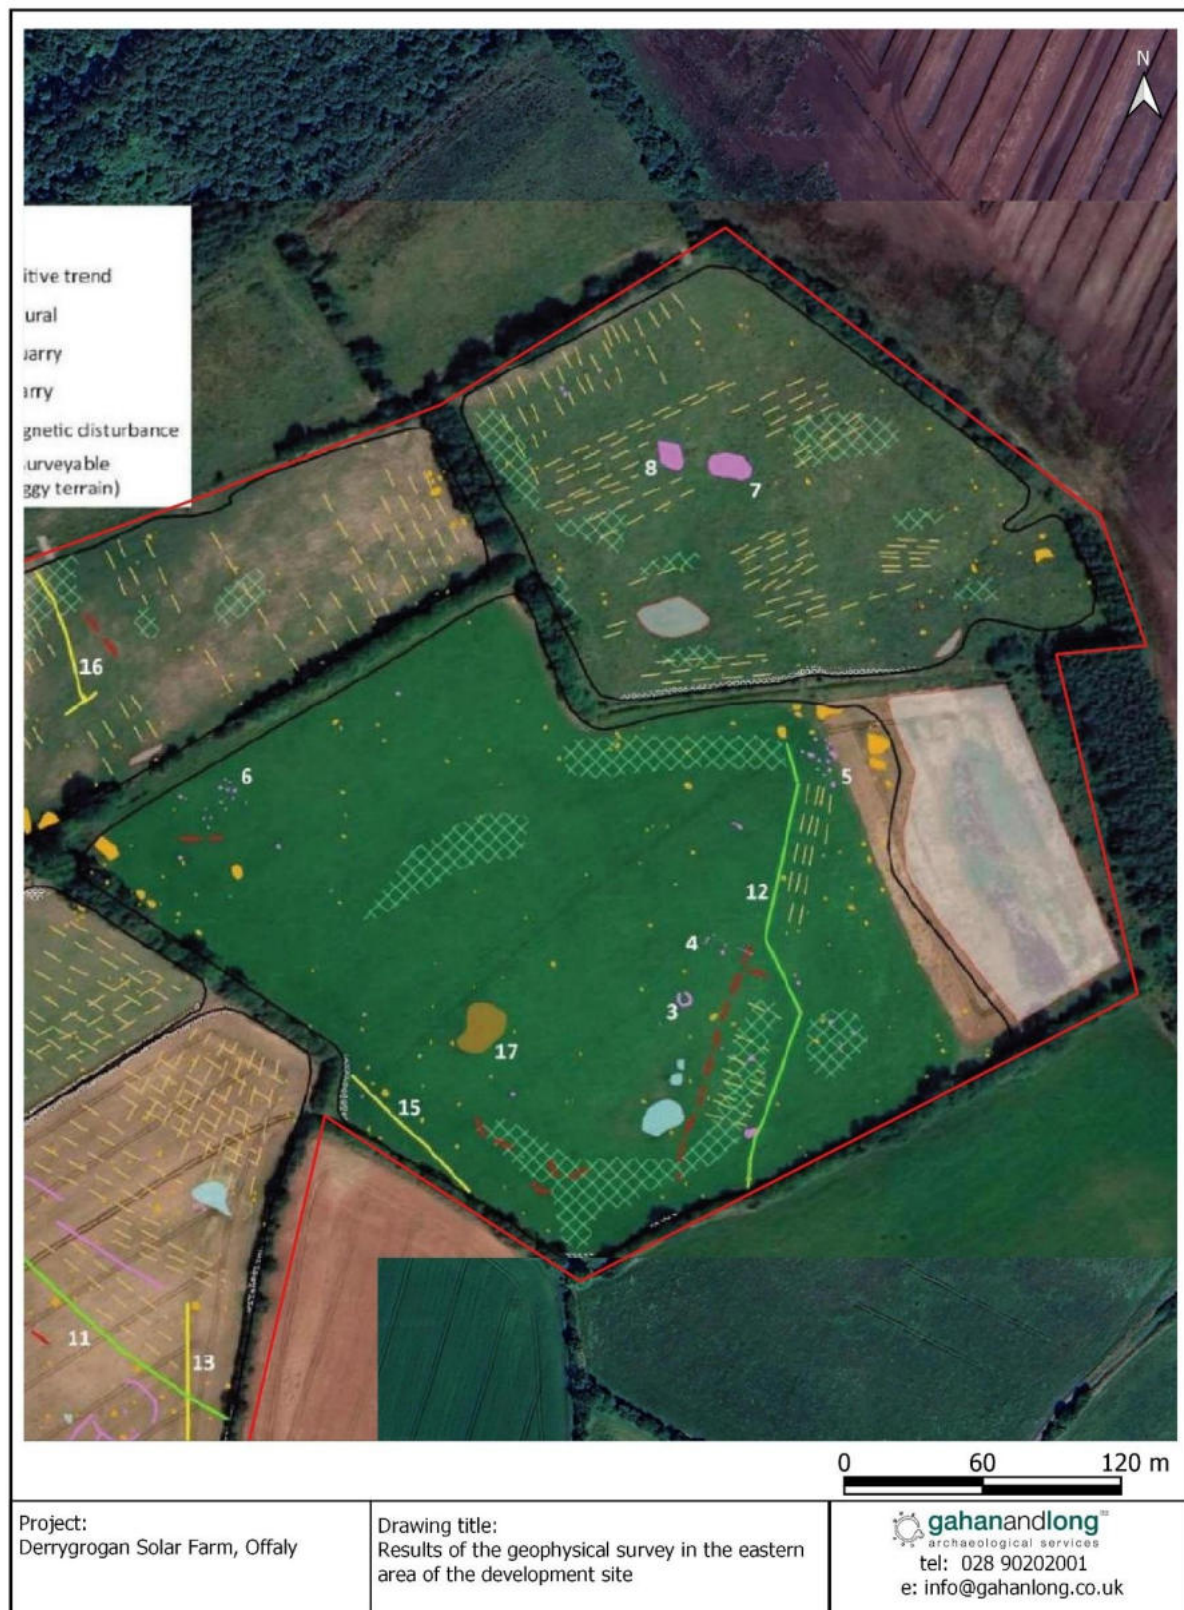 N
itive trend
ural
uarry
arry
gnetic disturbance
surveyable
ggy terrain)
8
7
16
6
5
12
4
3
17
15
11
13
0 60 120 m
Project:
Derrygrogan Solar Farm, Offaly
Drawing title:
Results of the geophysical survey in the eastern
area of the development site
gahanandlong
archaeological services
tel: 028 90202001
e: info@gahanlong.co.uk